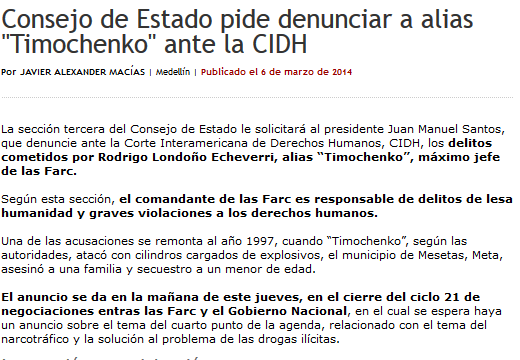 Consejo de Estado pide denunciar a alias
"Timochenko" ante la CIDH
Por JAVIER ALEXANDER MACÍAS | Medellín | Publicado el 6 de marzo de 2014
La sección tercera del Consejo de Estado le solicitará al presidente Juan Manuel Santos,
que denuncie ante la Corte Interamericana de Derechos Humanos, CIDH, los delitos
cometidos por Rodrigo Londoño Echeverri, alias “Timochenko”, máximo jefe
de las Farc.
Según esta sección, el comandante de las Farc es responsable de delitos de lesa
humanidad y graves violaciones a los derechos humanos.
Una de las acusaciones se remonta al año 1997, cuando “Timochenko”, según las
autoridades, atacó con cilindros cargados de explosivos, el municipio de Mesetas, Meta,
asesinó a una familia y secuestro a un menor de edad.
El anuncio se da en la mañana de este jueves, en el cierre del ciclo 21 de
negociaciones entras las Farc y el Gobierno Nacional, en el cual se espera haya
un anuncio sobre el tema del cuarto punto de la agenda, relacionado con el tema del
narcotráfico y la solución al problema de las drogas ilícitas.